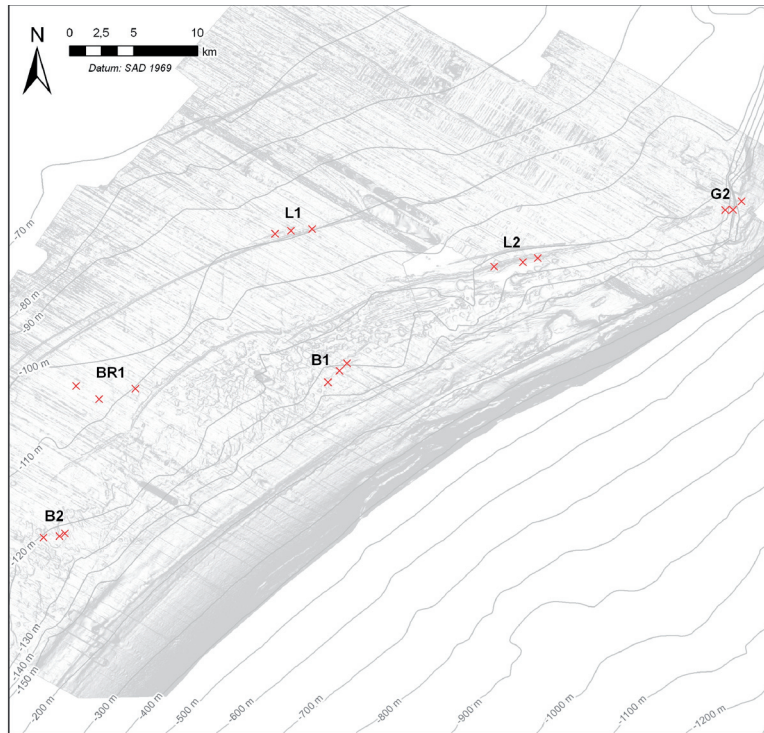 N
0 2,5 5 10
km
Datum: SAD 1969
G2
L1
-70 m
L2
-80 m
-90 m
B1
-100 m
BR1
-110 m
B2
-120 m
-130 m
-140 m
-150 m
-200 m
-300 m
-400 m
-500 m
-600 m
-700 m
-800 m
-900 m
-1000 m
-1100 m
-1200 m